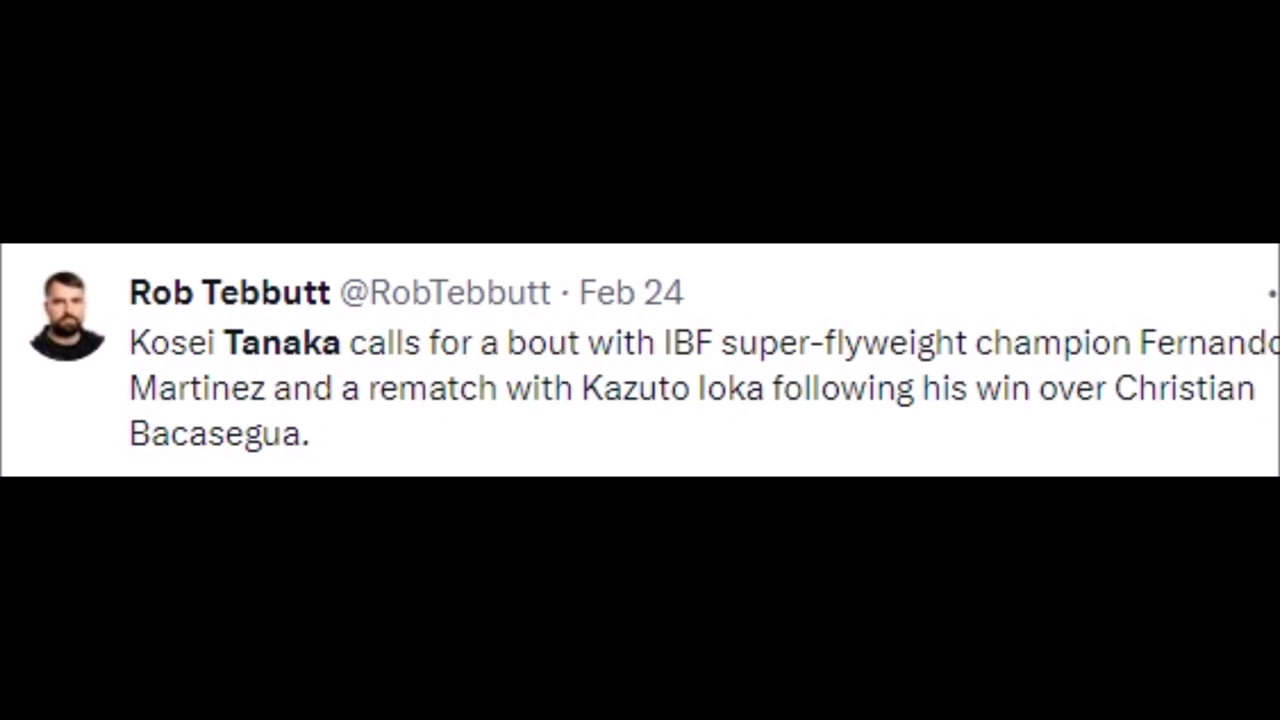 Rob Tebbutt @RobTebbutt · Feb 24
Kosei Tanaka calls for a bout with IBF super-flyweight champion Fernando
Martinez and a rematch with Kazuto Ioka following his win over Christian
Bacasegua.